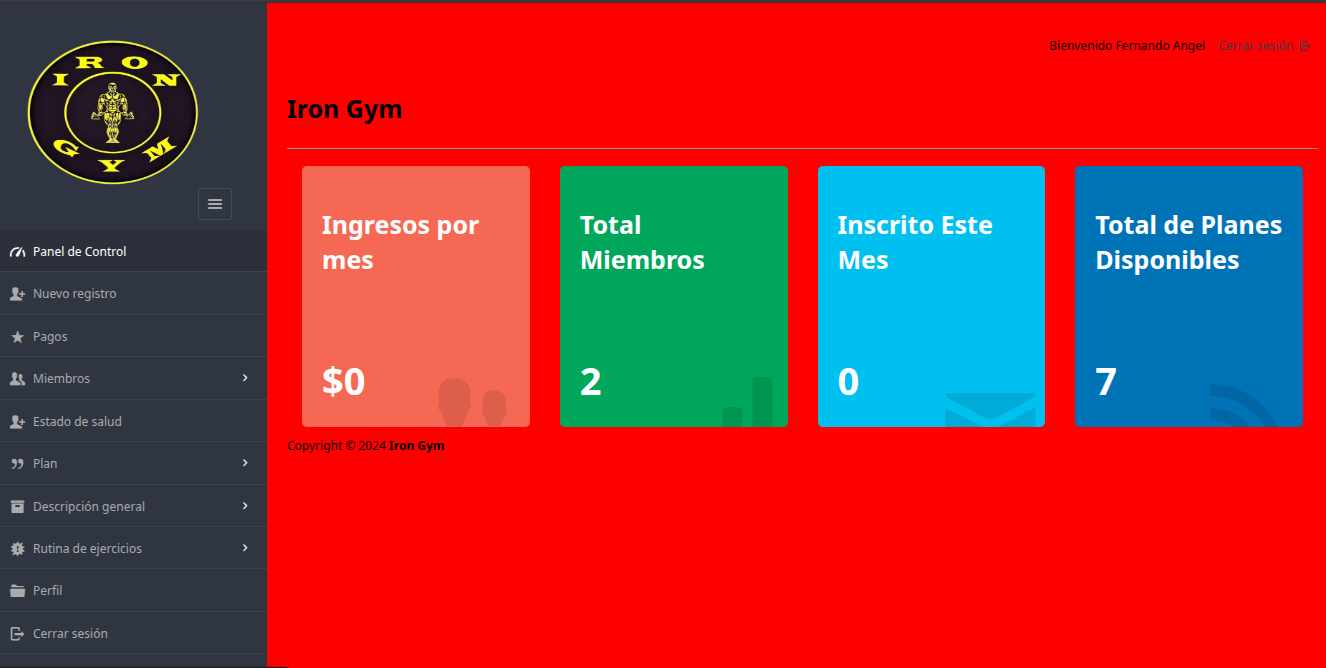 IRON
GYM
Bienvenido Fernando Angel Cerrar sesión
Iron Gym
Ingresos por
mes
$0
Total
Miembros
2
Inscrito Este
Mes
0
Total de Planes
Disponibles
7
Copyright © 2024 Iron Gym
Panel de Control
Nuevo registro
Pagos
Miembros
Estado de salud
Plan
Descripción general
Rutina de ejercicios
Perfil
Cerrar sesión